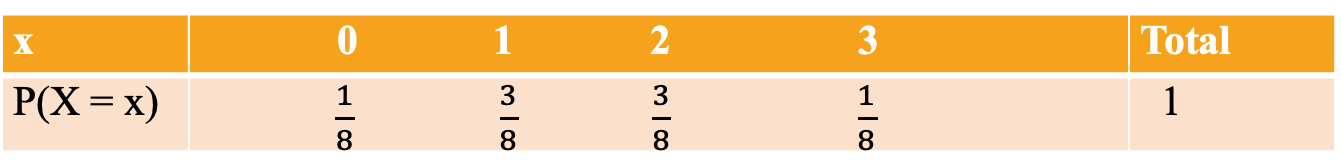 x 0 1 2 3 Total
P(X = x) 1/8 3/8 3/8 1/8 1